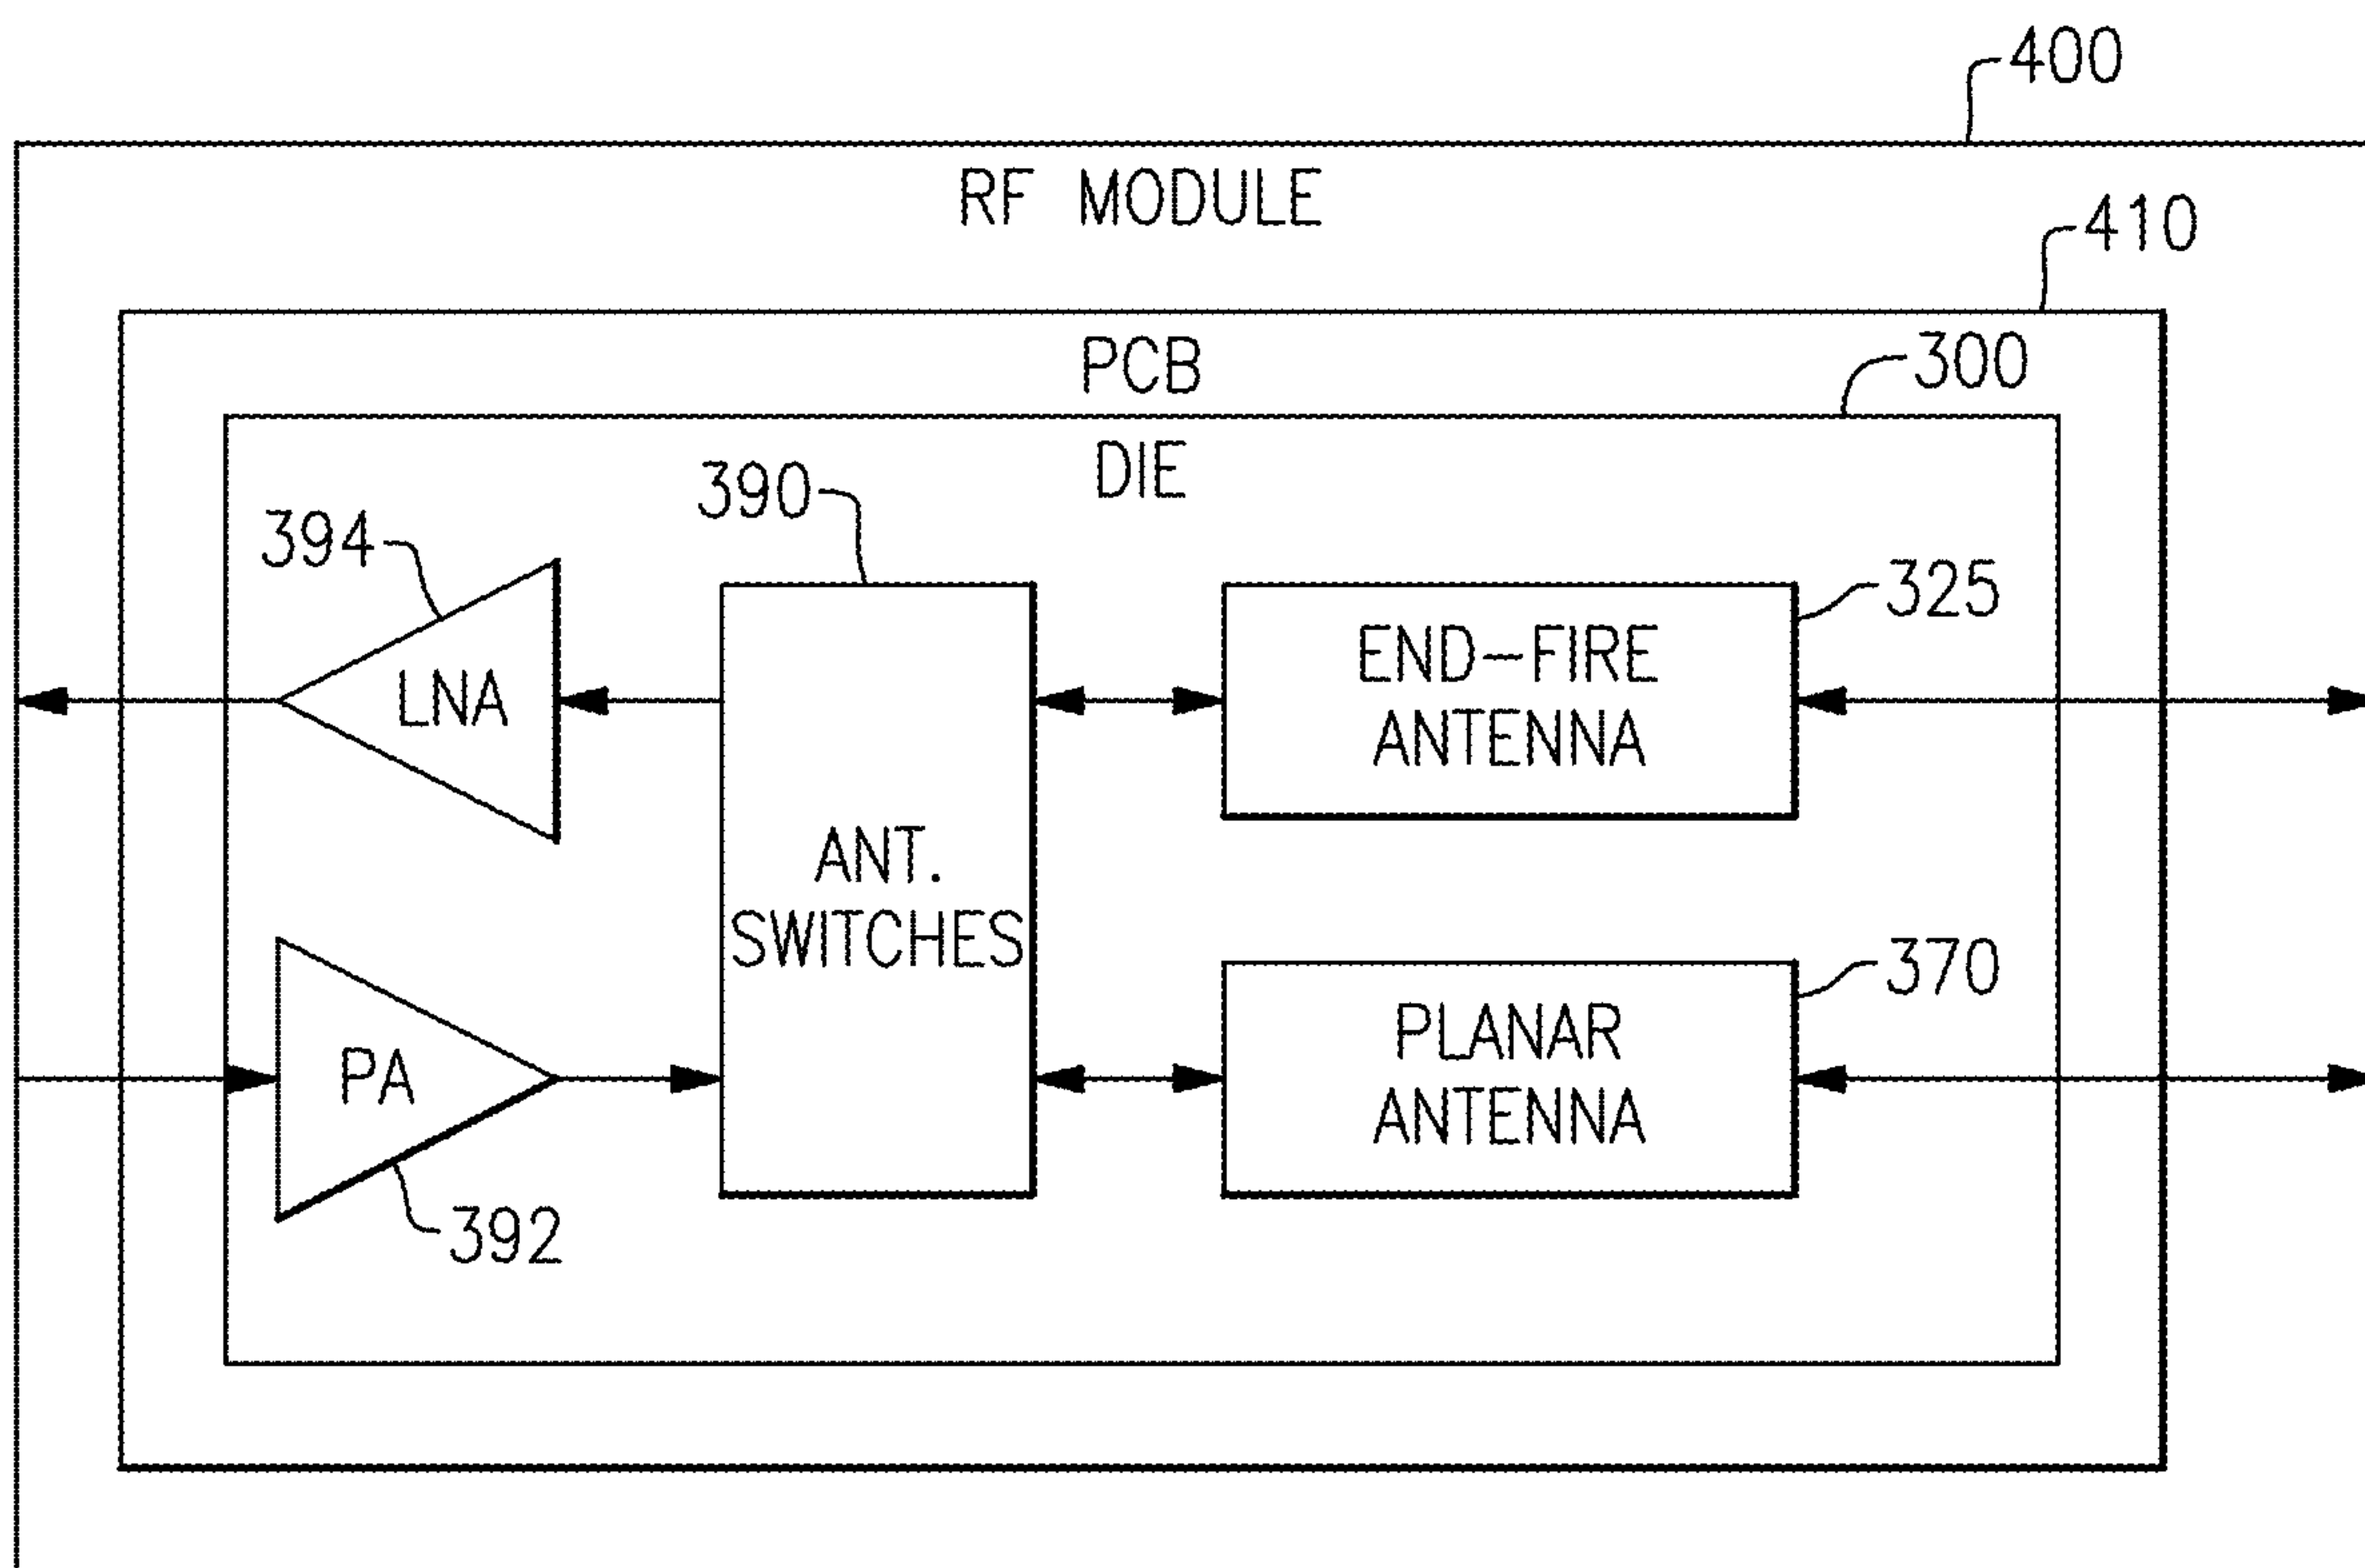 400
RF MODULE
410
PCB
300
DIE
390
394
325
END-FIRE
ANTENNA
LNA
ANT.
SWITCHES
370
PLANAR
ANTENNA
PA
392